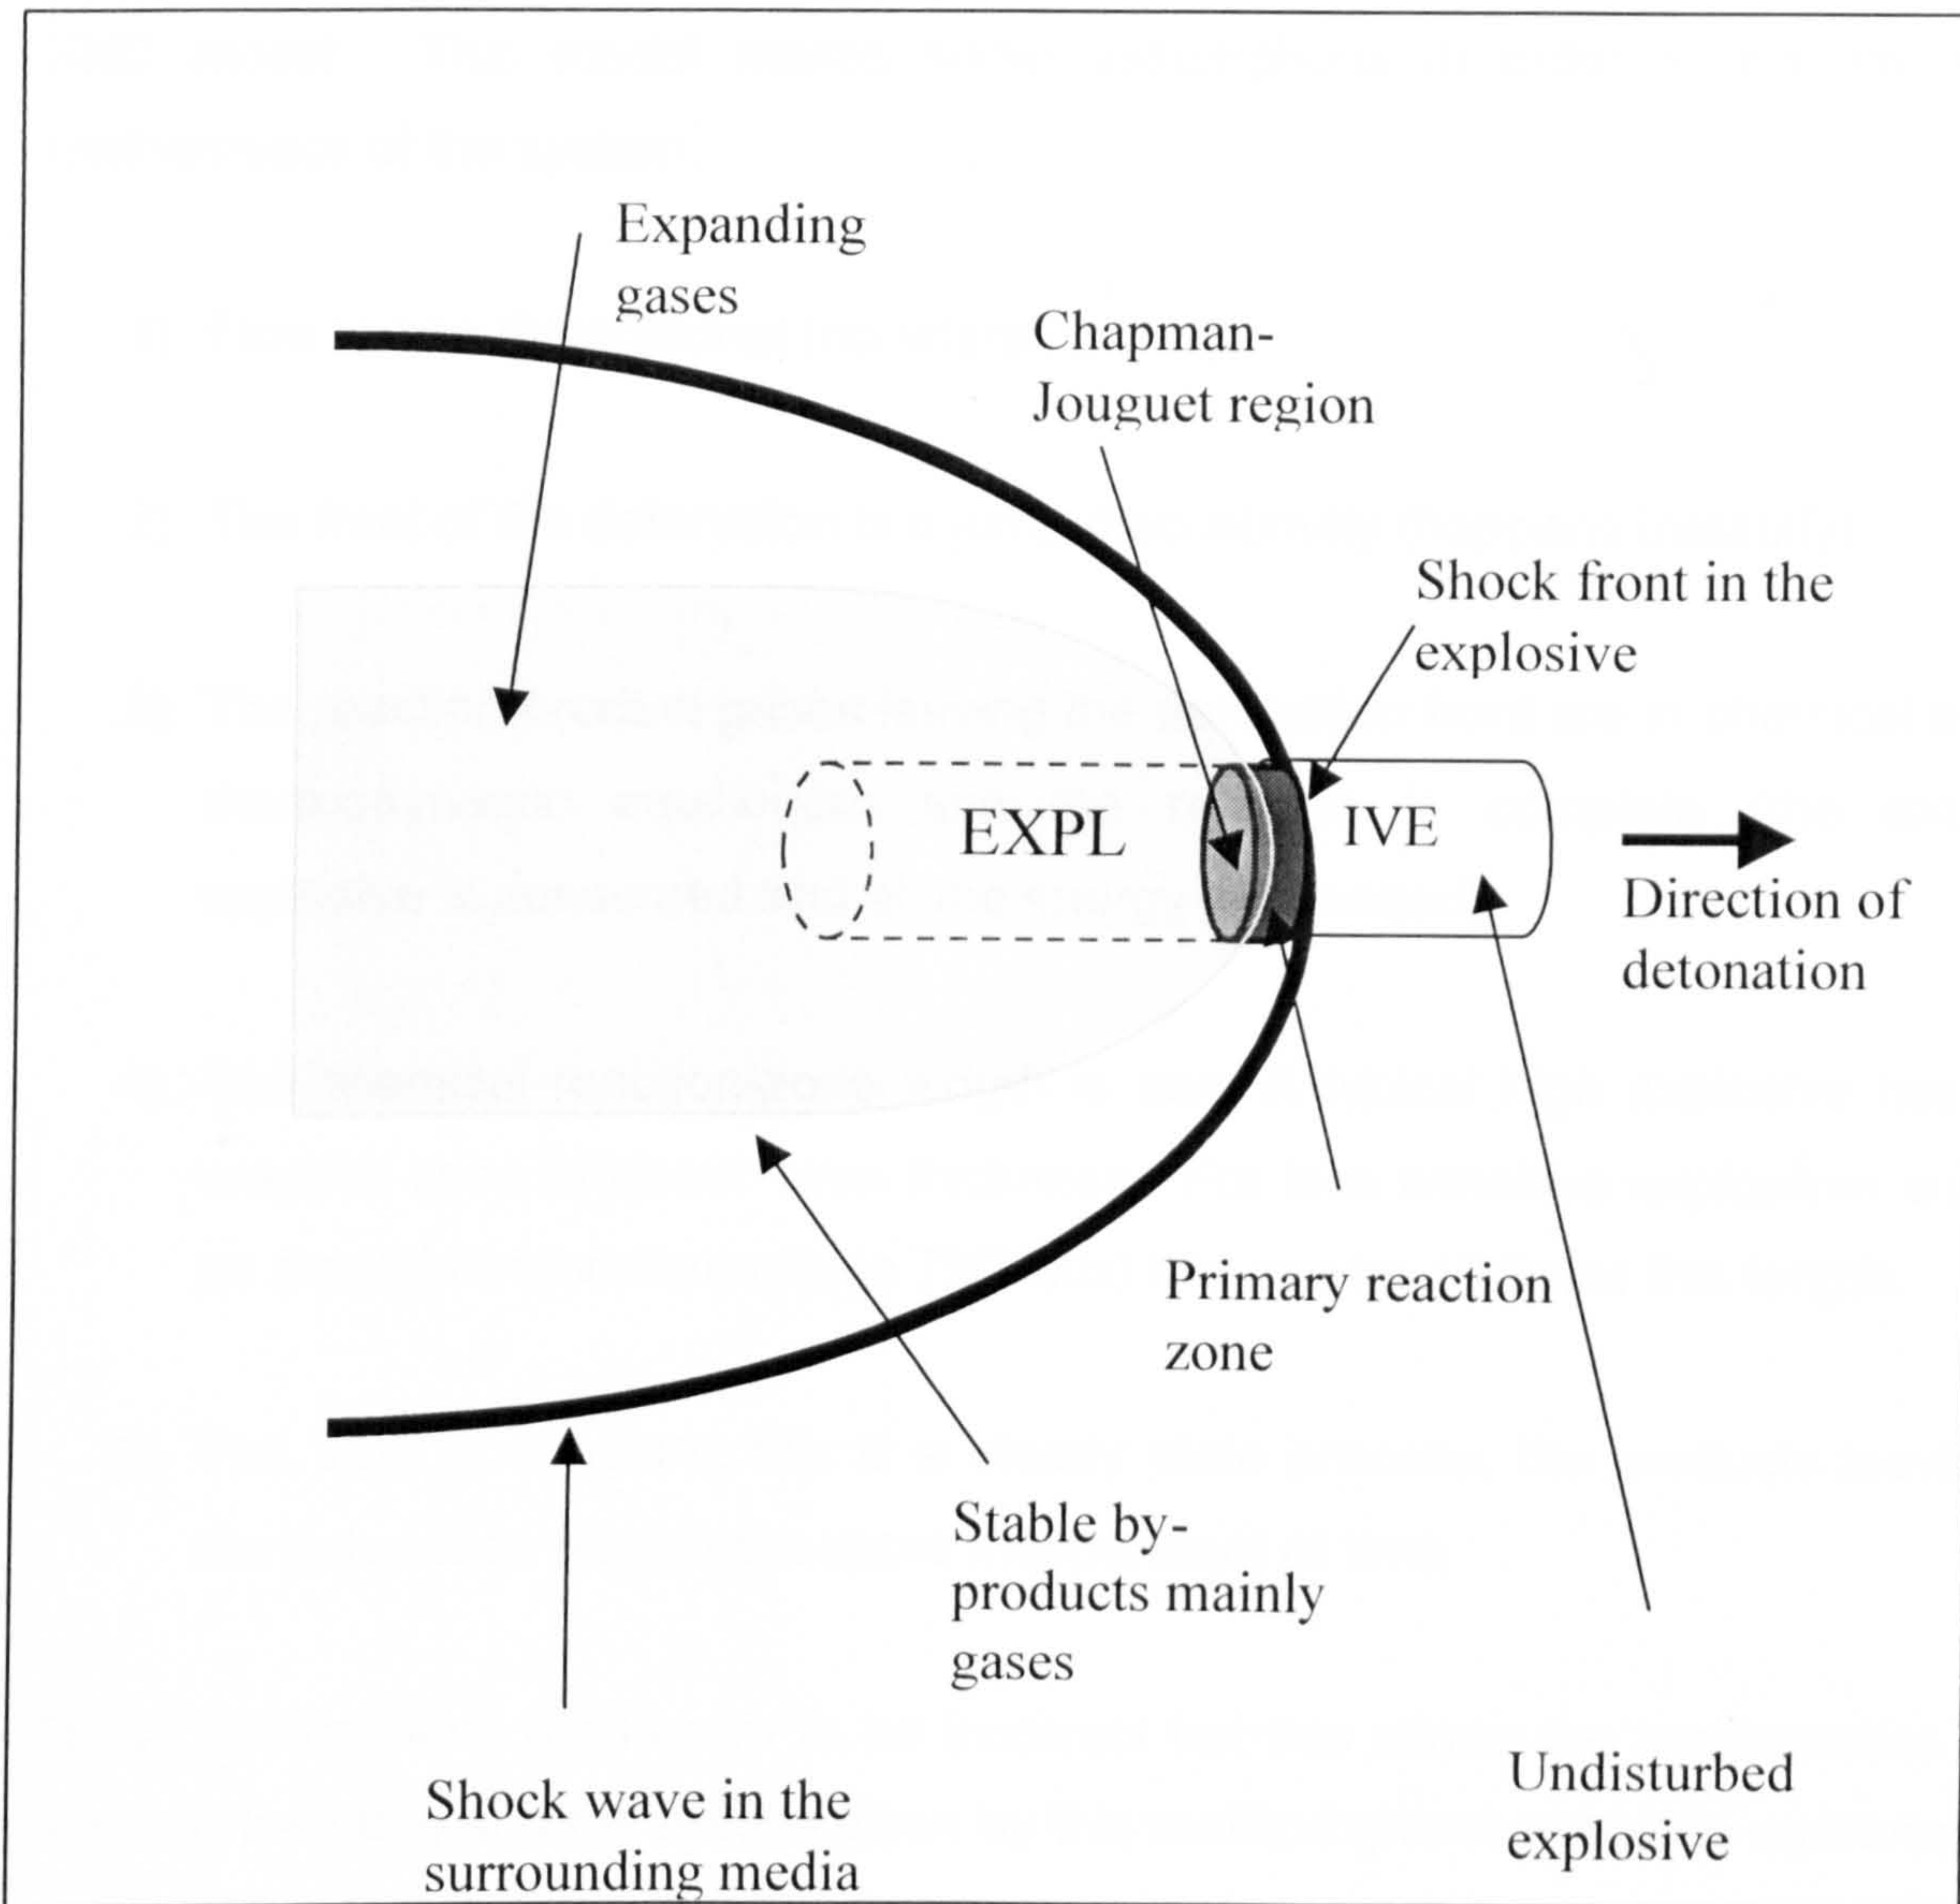 Expanding
gases
Chapman-
Jouguet region
Shock front in the
explosive
EXPL
IVE
Direction of
detonation
Primary reaction
zone
Stable by-
products mainly
gases
Shock wave in the
surrounding media
Undisturbed
explosive